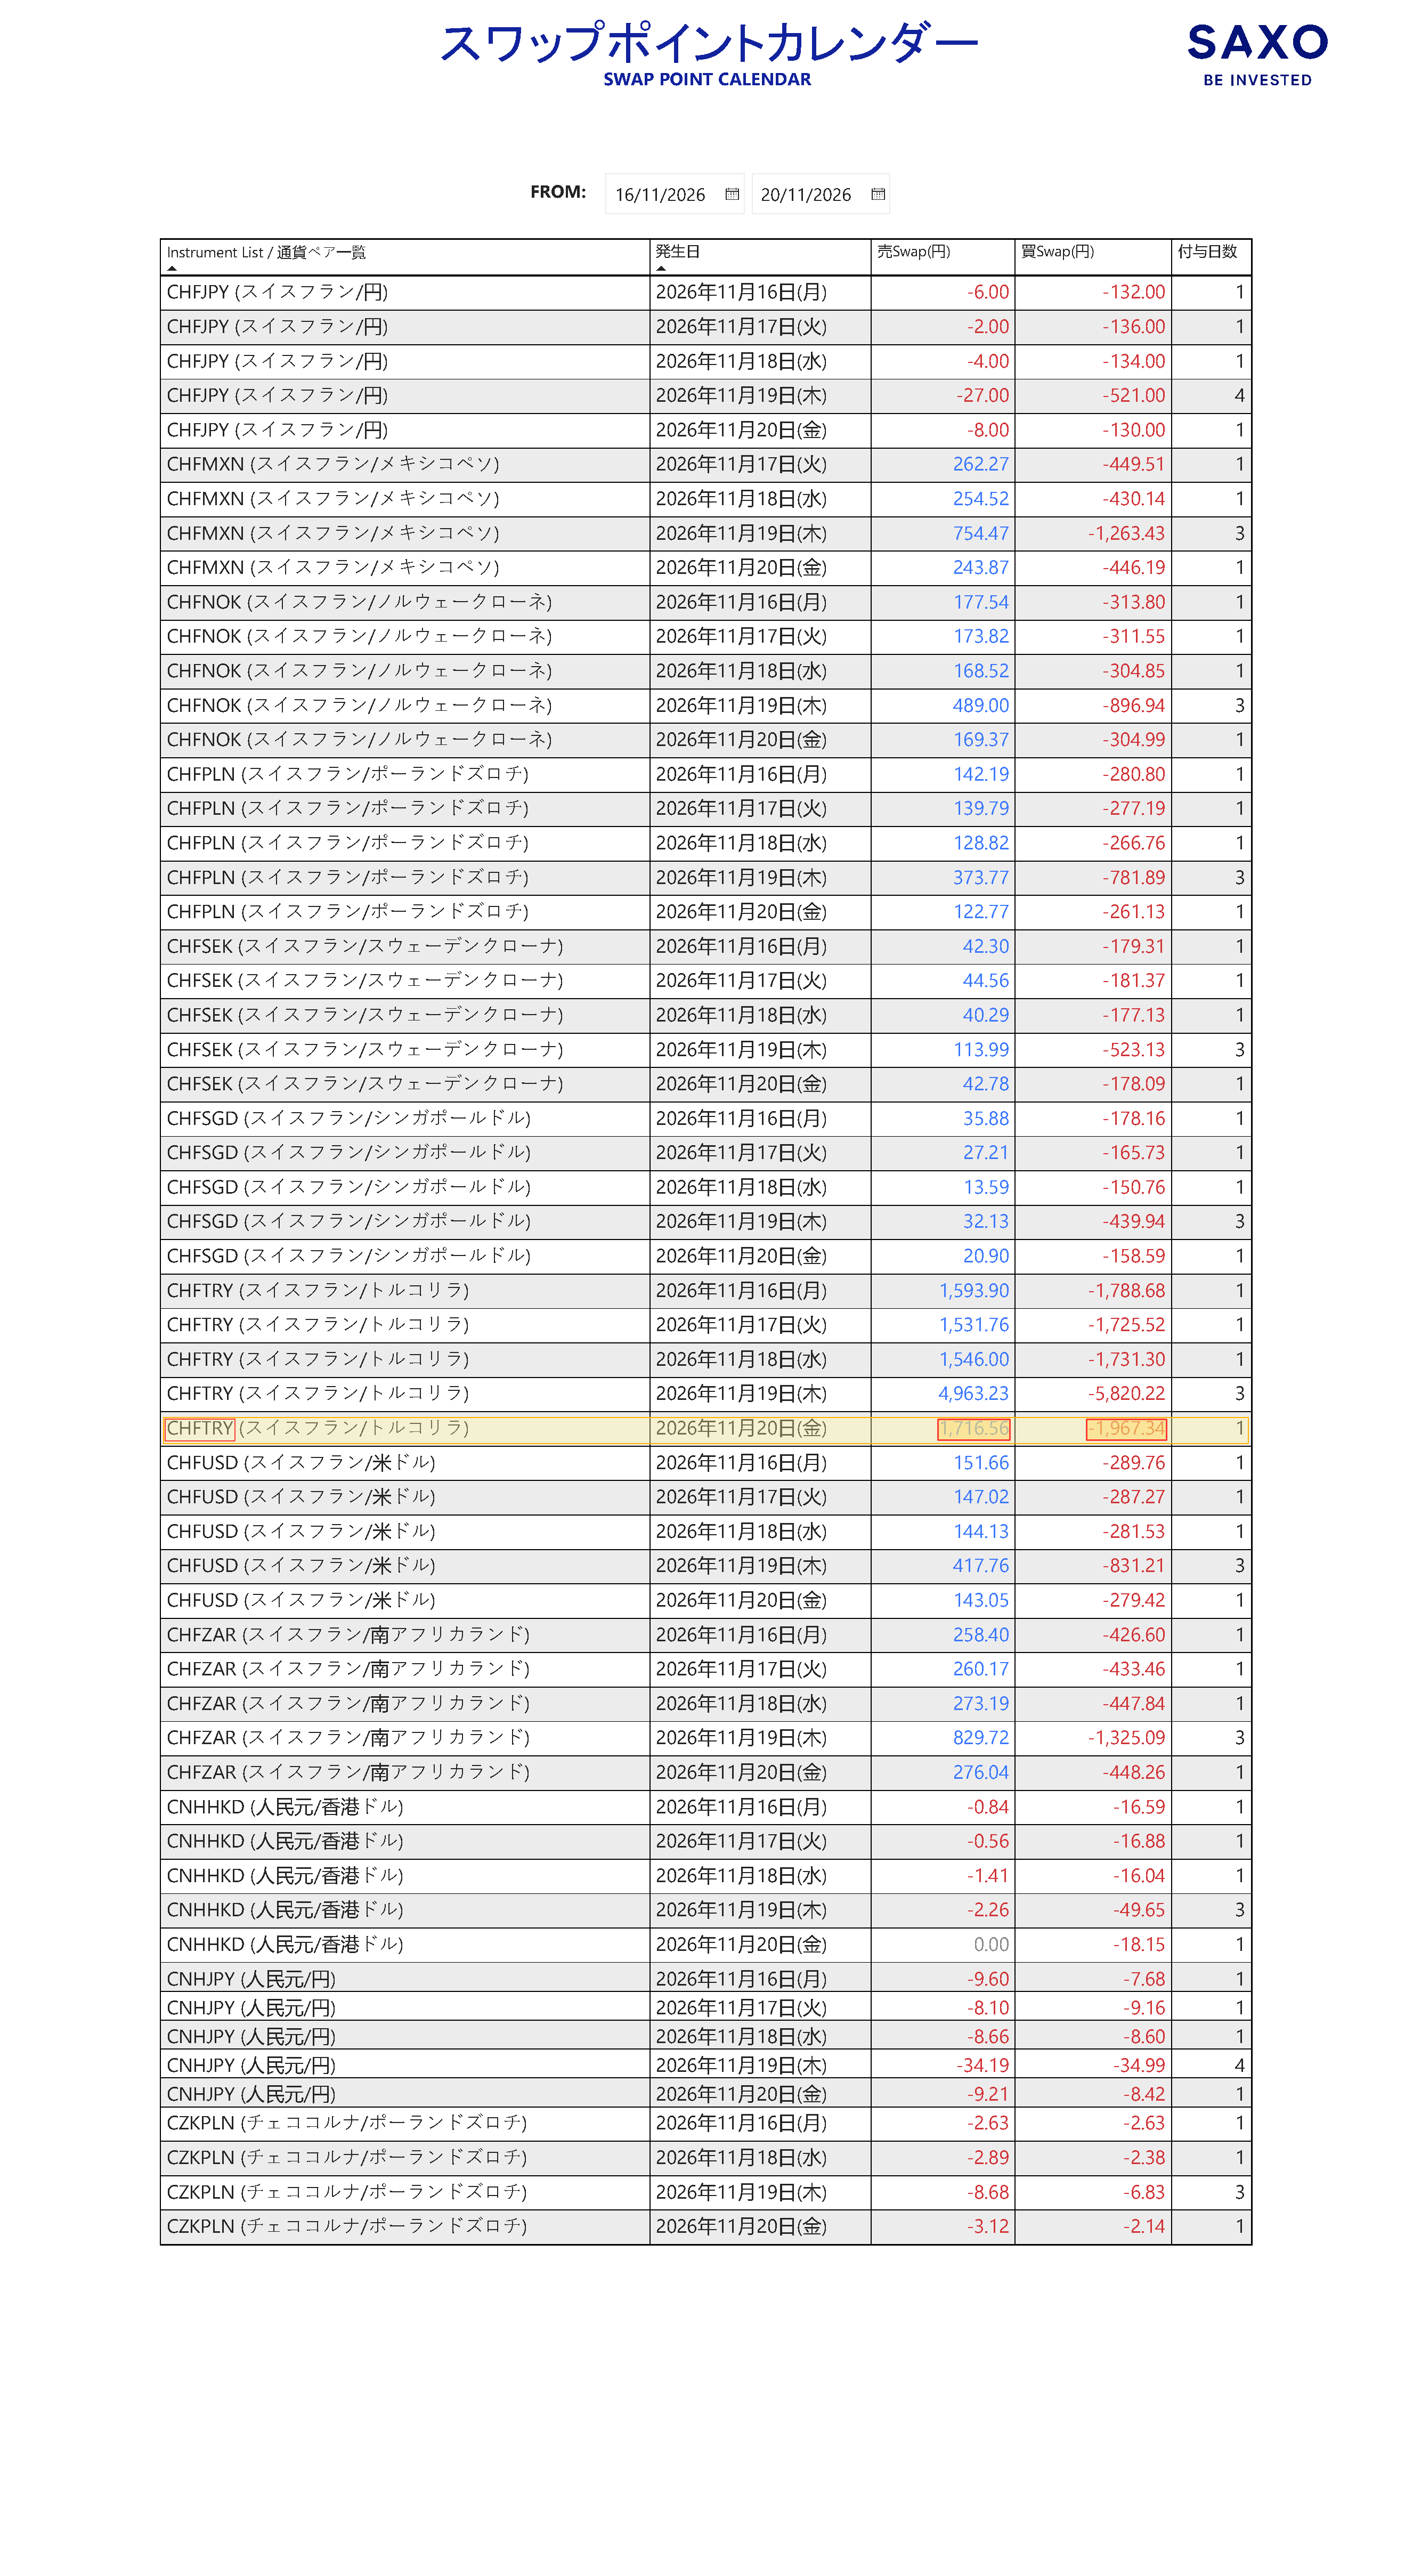 スワップポイントカレンダー
SWAP POINT CALENDAR
SAXO
BE INVESTED
FROM: 16/11/2026 20/11/2026
Instrument List / 通貨ペア一覧 発生日 売Swap(円) 買Swap(円) 付与日数
CHFJPY (スイスフラン/円) 2026年11月16日(月) -6.00 -132.00 1
CHFJPY (スイスフラン/円) 2026年11月17日(火) -2.00 -136.00 1
CHFJPY (スイスフラン/円) 2026年11月18日(水) -4.00 -134.00 1
CHFJPY (スイスフラン/円) 2026年11月19日(木) -27.00 -521.00 4
CHFJPY (スイスフラン/円) 2026年11月20日(金) -8.00 -130.00 1
CHFMXN (スイスフラン/メキシコペソ) 2026年11月17日(火) 262.27 -449.51 1
CHFMXN (スイスフラン/メキシコペソ) 2026年11月18日(水) 254.52 -430.14 1
CHFMXN (スイスフラン/メキシコペソ) 2026年11月19日(木) 754.47 -1,263.43 3
CHFMXN (スイスフラン/メキシコペソ) 2026年11月20日(金) 243.87 -446.19 1
CHFNOK (スイスフラン/ノルウェークローネ) 2026年11月16日(月) 177.54 -313.80 1
CHFNOK (スイスフラン/ノルウェークローネ) 2026年11月17日(火) 173.82 -311.55 1
CHFNOK (スイスフラン/ノルウェークローネ) 2026年11月18日(水) 168.52 -304.85 1
CHFNOK (スイスフラン/ノルウェークローネ) 2026年11月19日(木) 489.00 -896.94 3
CHFNOK (スイスフラン/ノルウェークローネ) 2026年11月20日(金) 169.37 -304.99 1
CHFPLN (スイスフラン/ポーランドズロチ) 2026年11月16日(月) 142.19 -280.80 1
CHFPLN (スイスフラン/ポーランドズロチ) 2026年11月17日(火) 139.79 -277.19 1
CHFPLN (スイスフラン/ポーランドズロチ) 2026年11月18日(水) 128.82 -266.76 1
CHFPLN (スイスフラン/ポーランドズロチ) 2026年11月19日(木) 373.77 -781.89 3
CHFPLN (スイスフラン/ポーランドズロチ) 2026年11月20日(金) 122.77 -261.13 1
CHFSEK (スイスフラン/スウェーデンクローナ) 2026年11月16日(月) 42.30 -179.31 1
CHFSEK (スイスフラン/スウェーデンクローナ) 2026年11月17日(火) 44.56 -181.37 1
CHFSEK (スイスフラン/スウェーデンクローナ) 2026年11月18日(水) 40.29 -177.13 1
CHFSEK (スイスフラン/スウェーデンクローナ) 2026年11月19日(木) 113.99 -523.13 3
CHFSEK (スイスフラン/スウェーデンクローナ) 2026年11月20日(金) 42.78 -178.09 1
CHFSGD (スイスフラン/シンガポールドル) 2026年11月16日(月) 35.88 -178.16 1
CHFSGD (スイスフラン/シンガポールドル) 2026年11月17日(火) 27.21 -165.73 1
CHFSGD (スイスフラン/シンガポールドル) 2026年11月18日(水) 13.59 -150.76 1
CHFSGD (スイスフラン/シンガポールドル) 2026年11月19日(木) 32.13 -439.94 3
CHFSGD (スイスフラン/シンガポールドル) 2026年11月20日(金) 20.90 -158.59 1
CHFTRY (スイスフラン/トルコリラ) 2026年11月16日(月) 1,593.90 -1,788.68 1
CHFTRY (スイスフラン/トルコリラ) 2026年11月17日(火) 1,531.76 -1,725.52 1
CHFTRY (スイスフラン/トルコリラ) 2026年11月18日(水) 1,546.00 -1,731.30 1
CHFTRY (スイスフラン/トルコリラ) 2026年11月19日(木) 4,963.23 -5,820.22 3
CHFTRY (スイスフラン/トルコリラ) 2026年11月20日(金) 1,716.56 -1,967.34 1
CHFUSD (スイスフラン/米ドル) 2026年11月16日(月) 151.66 -289.76 1
CHFUSD (スイスフラン/米ドル) 2026年11月17日(火) 147.02 -287.27 1
CHFUSD (スイスフラン/米ドル) 2026年11月18日(水) 144.13 -281.53 1
CHFUSD (スイスフラン/米ドル) 2026年11月19日(木) 417.76 -831.21 3
CHFUSD (スイスフラン/米ドル) 2026年11月20日(金) 143.05 -279.42 1
CHFZAR (スイスフラン/南アフリカランド) 2026年11月16日(月) 258.40 -426.60 1
CHFZAR (スイスフラン/南アフリカランド) 2026年11月17日(火) 260.17 -433.46 1
CHFZAR (スイスフラン/南アフリカランド) 2026年11月18日(水) 273.19 -447.84 1
CHFZAR (スイスフラン/南アフリカランド) 2026年11月19日(木) 829.72 -1,325.09 3
CHFZAR (スイスフラン/南アフリカランド) 2026年11月20日(金) 276.04 -448.26 1
CNHHKD (人民元/香港ドル) 2026年11月16日(月) -0.84 -16.59 1
CNHHKD (人民元/香港ドル) 2026年11月17日(火) -0.56 -16.88 1
CNHHKD (人民元/香港ドル) 2026年11月18日(水) -1.41 -16.04 1
CNHHKD (人民元/香港ドル) 2026年11月19日(木) -2.26 -49.65 3
CNHHKD (人民元/香港ドル) 2026年11月20日(金) 0.00 -18.15 1
CNHJPY (人民元/円) 2026年11月16日(月) -9.60 -7.68 1
CNHJPY (人民元/円) 2026年11月17日(火) -8.10 -9.16 1
CNHJPY (人民元/円) 2026年11月18日(水) -8.66 -8.60 1
CNHJPY (人民元/円) 2026年11月19日(木) -34.19 -34.99 4
CNHJPY (人民元/円) 2026年11月20日(金) -9.21 -8.42 1
CZKPLN (チェココルナ/ポーランドズロチ) 2026年11月16日(月) -2.63 -2.63 1
CZKPLN (チェココルナ/ポーランドズロチ) 2026年11月18日(水) -2.89 -2.38 1
CZKPLN (チェココルナ/ポーランドズロチ) 2026年11月19日(木) -8.68 -6.83 3
CZKPLN (チェココルナ/ポーランドズロチ) 2026年11月20日(金) -3.12 -2.14 1